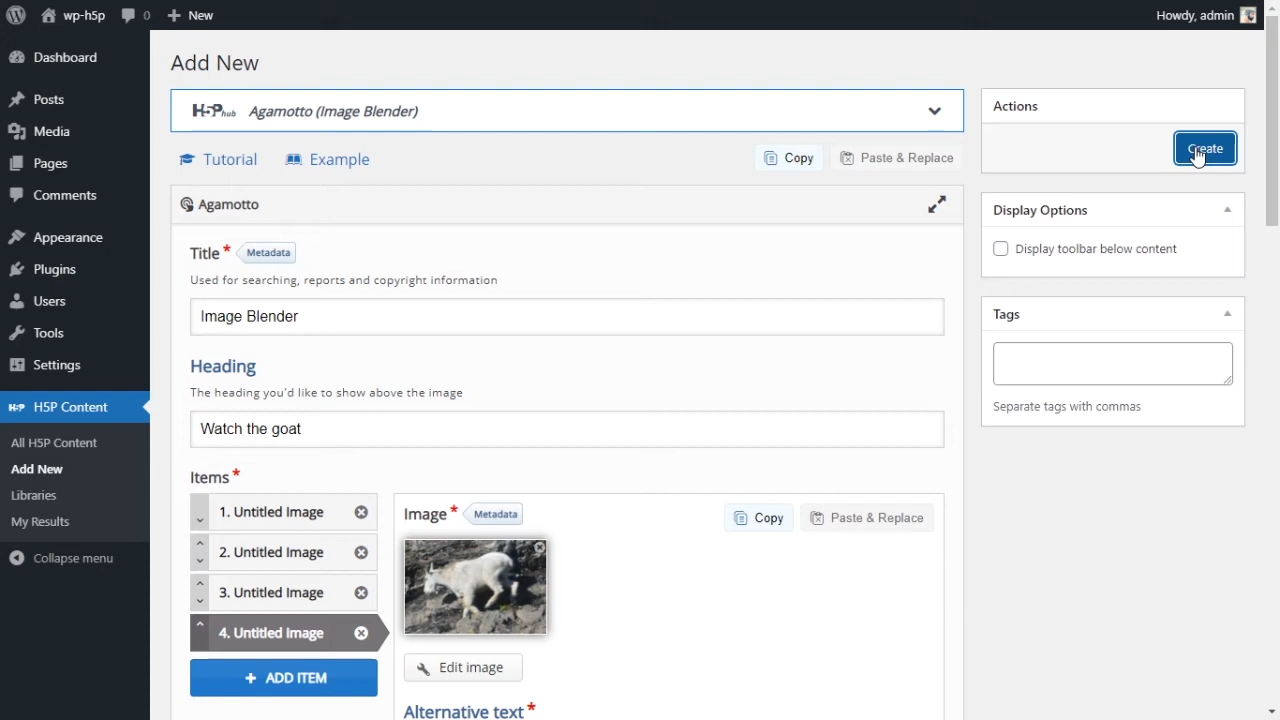 wp-h5p 0 New Howdy, admin
Dashboard
Posts
Media
Pages
Comments
Appearance
Plugins
Users
Tools
Settings
H5P Content
All H5P Content
Add New
Libraries
My Results
Collapse menu
Add New
H5P hub Agamotto (Image Blender)
Tutorial Example Copy Paste & Replace
Agamotto
Title* Metadata
Used for searching, reports and copyright information
Image Blender
Heading
The heading you'd like to show above the image
Watch the goat
Items*
1. Untitled Image
2. Untitled Image
3. Untitled Image
4. Untitled Image
+ ADD ITEM
Image* Metadata Copy Paste & Replace
Edit image
Alternative text*
Actions
Create
Display Options
Display toolbar below content
Tags
Separate tags with commas